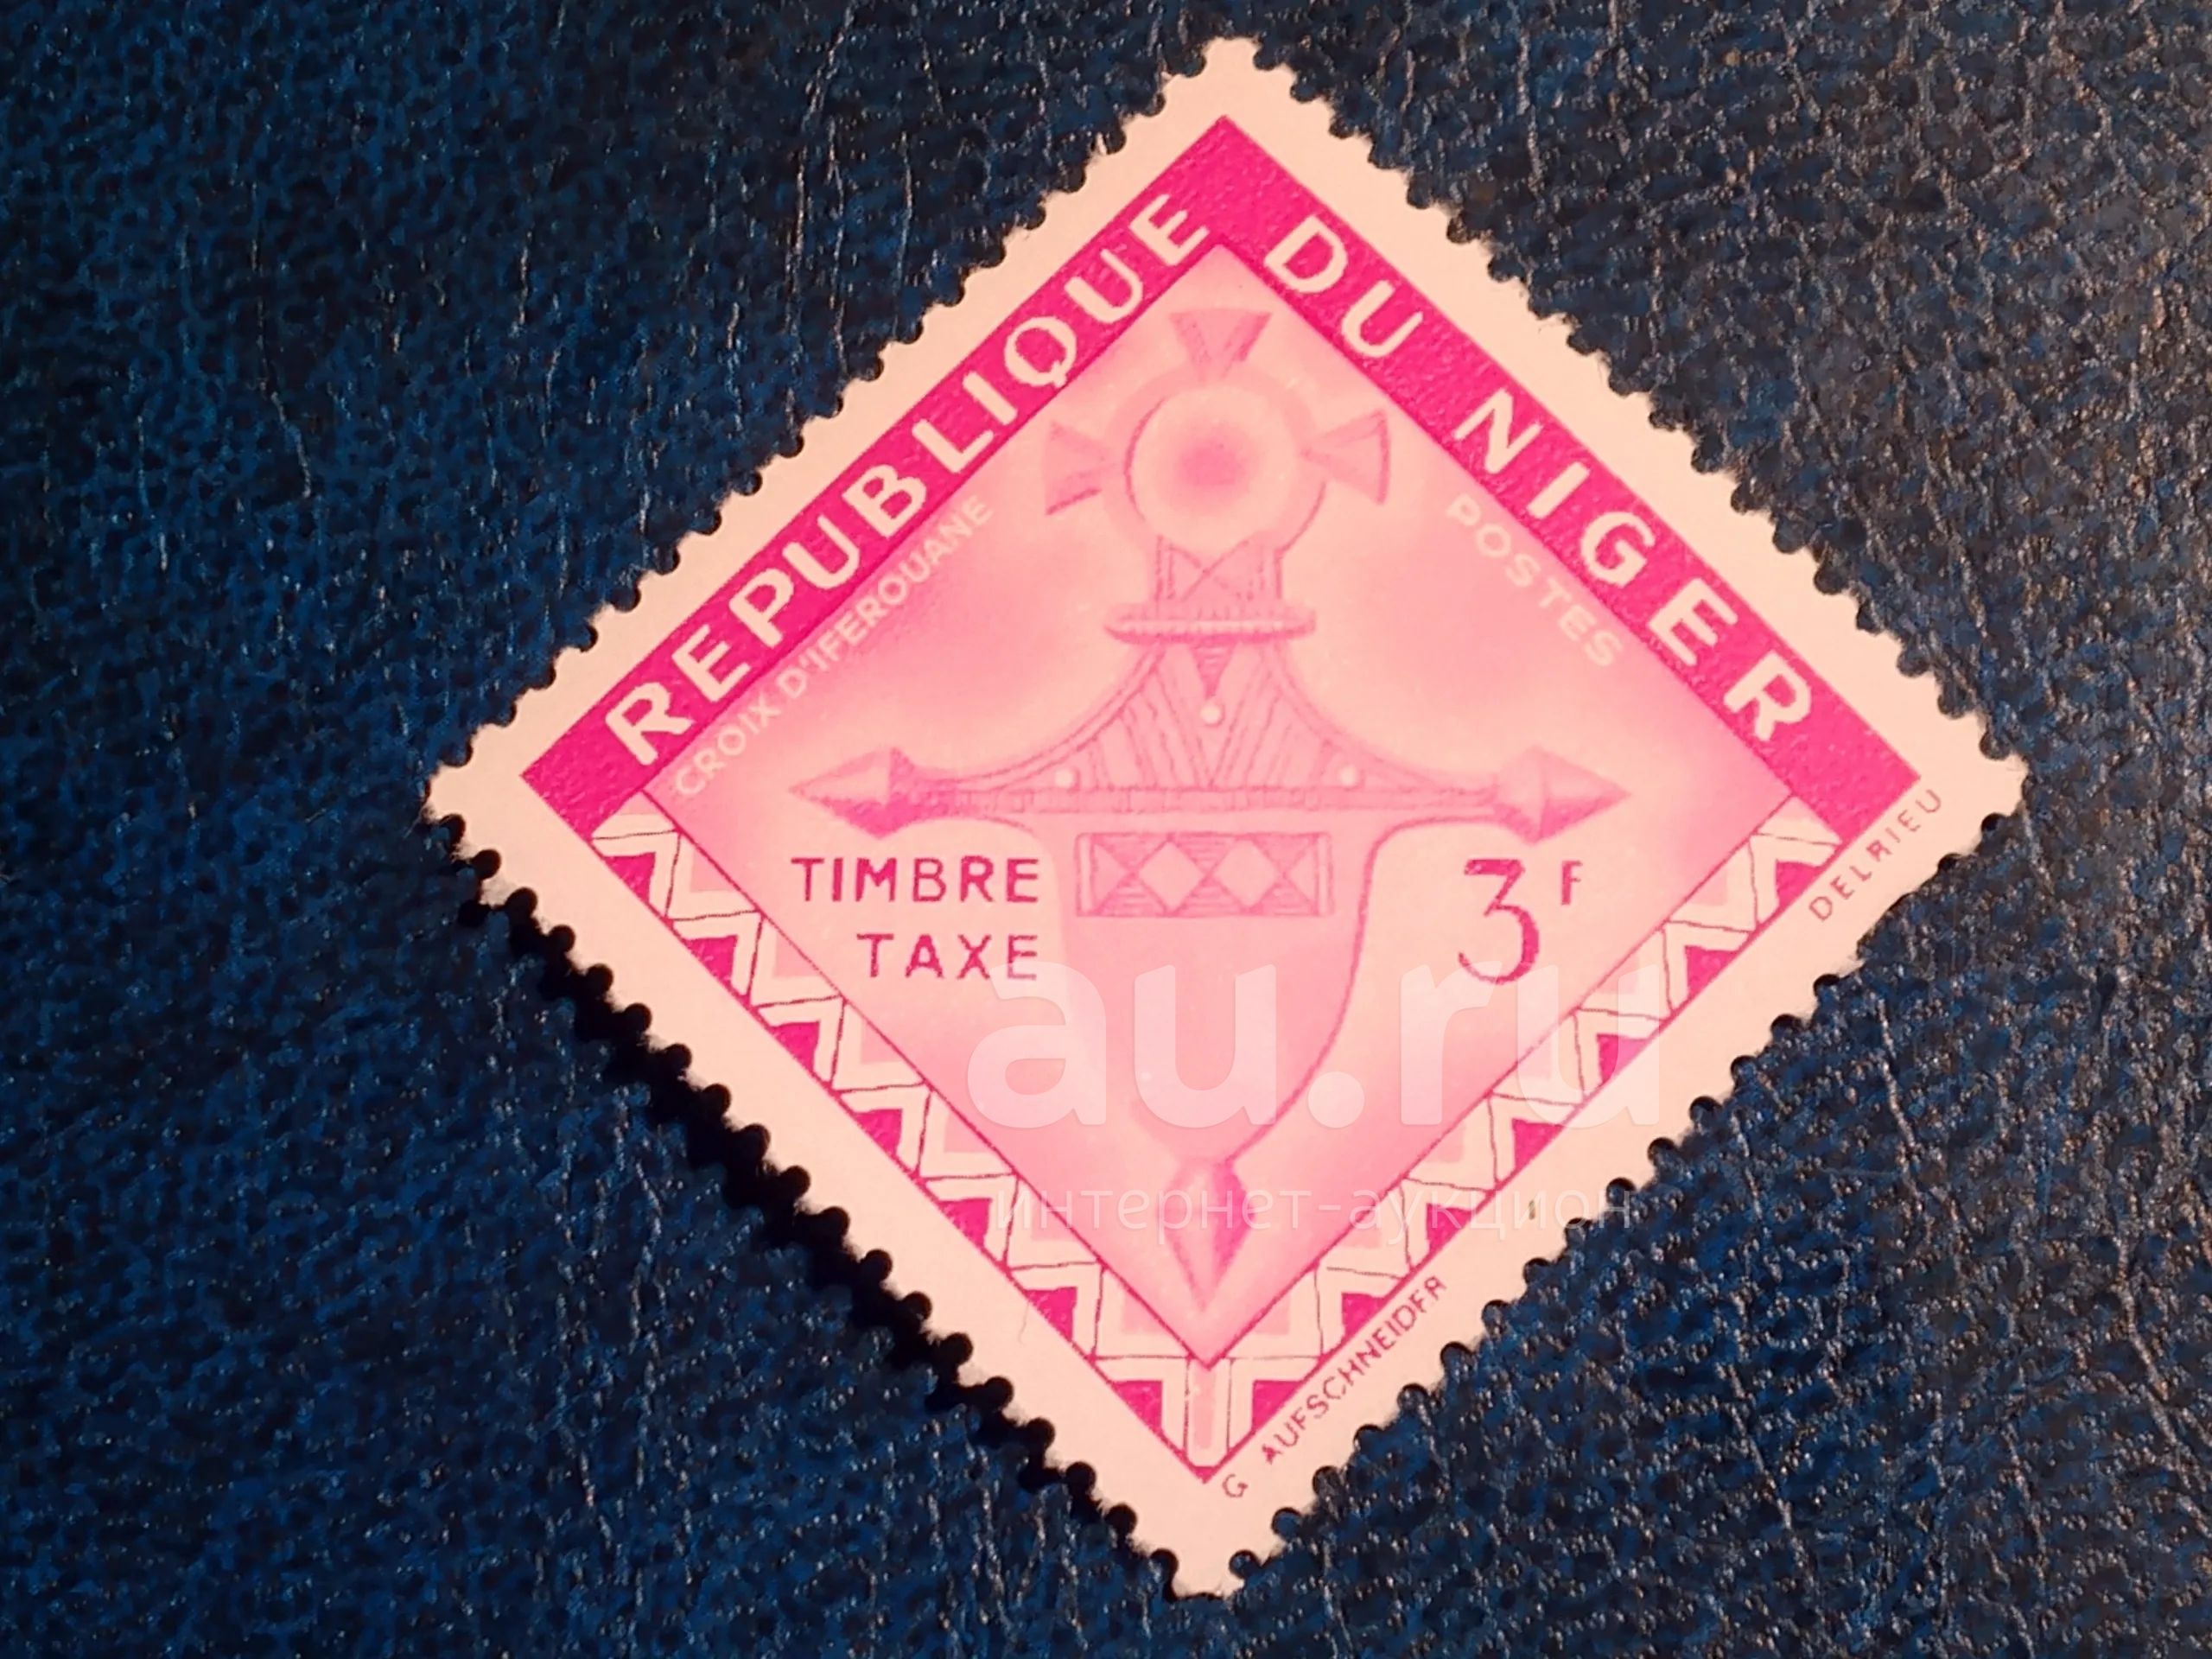 REPUBLIQUE DU NIGER
CROIX D'IFEROUANE
POSTES
TIMBRE
TAXE
3F
DELRIEU
G AUFSCHNEIDER
au.ru
интернет-аукцион